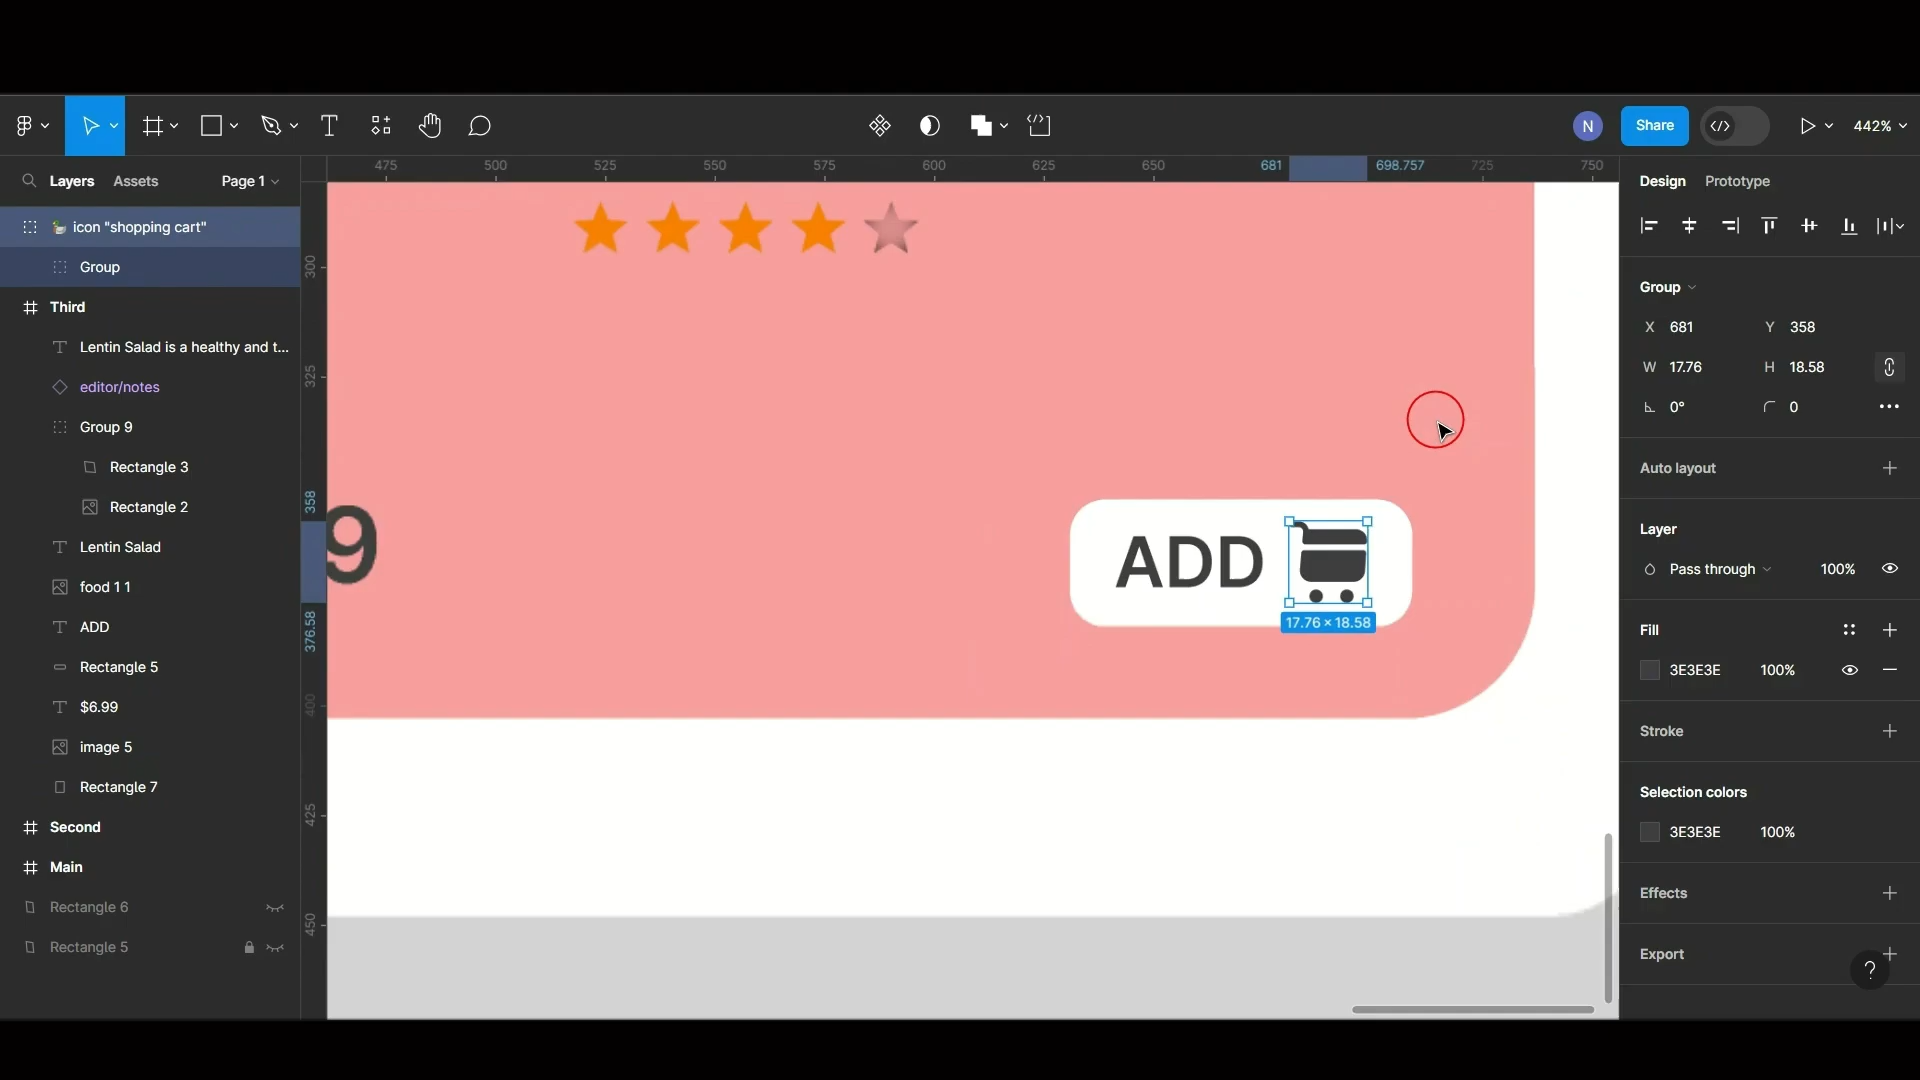 N
Share
442%
Layers
Assets
Page 1
475
500
525
550
575
600
625
650
681
698.757
725
750
Design
Prototype
icon "shopping cart"
Group
Third
Lentin Salad is a healthy and t...
editor/notes
Group 9
Rectangle 3
Rectangle 2
Lentin Salad
food 1 1
ADD
Rectangle 5
$6.99
image 5
Rectangle 7
Second
Main
Rectangle 6
Rectangle 5
300
325
358
376.58
400
425
450
9
ADD
17.76 × 18.58
Group
X 681
Y 358
W 17.76
H 18.58
0°
0
Auto layout
Layer
Pass through
100%
Fill
3E3E3E
100%
Stroke
Selection colors
3E3E3E
100%
Effects
Export
?